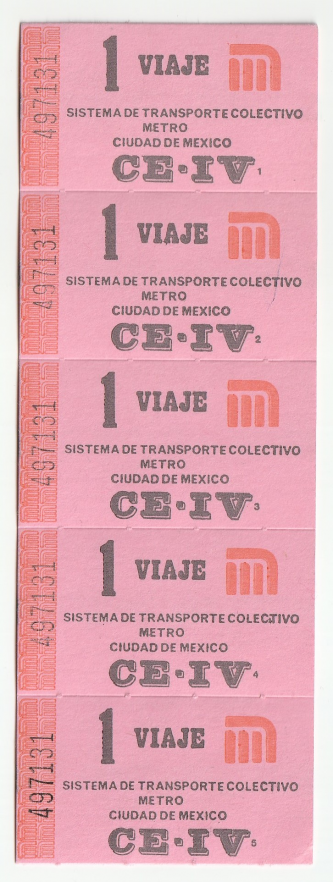 497131
1 VIAJE
SISTEMA DE TRANSPORTE COLECTIVO
METRO
CIUDAD DE MEXICO
CE-IV 1
497131
1 VIAJE
SISTEMA DE TRANSPORTE COLECTIVO
METRO
CIUDAD DE MEXICO
CE-IV 2
497131
1 VIAJE
SISTEMA DE TRANSPORTE COLECTIVO
METRO
CIUDAD DE MEXICO
CE-IV 3
497131
1 VIAJE
SISTEMA DE TRANSPORTE COLECTIVO
METRO
CIUDAD DE MEXICO
CE-IV 4
497131
1 VIAJE
SISTEMA DE TRANSPORTE COLECTIVO
METRO
CIUDAD DE MEXICO
CE-IV 5